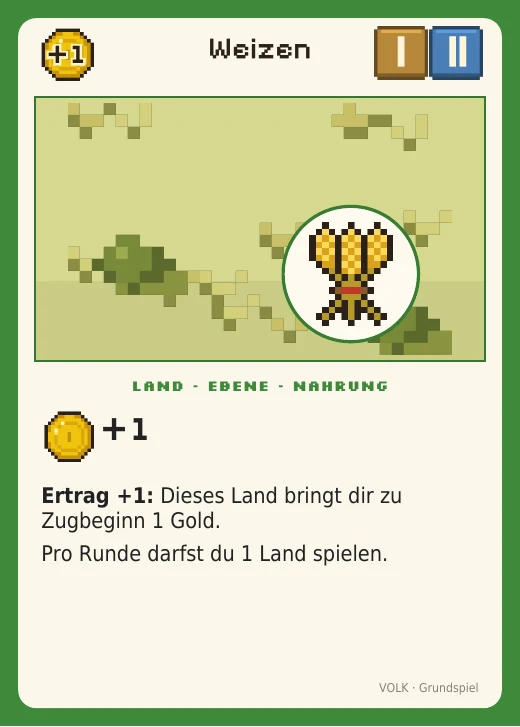 +1
Weizen
I
II
LAND - EBENE - NAHRUNG
+1
Ertrag +1: Dieses Land bringt dir zu
Zugbeginn 1 Gold.
Pro Runde darfst du 1 Land spielen.
VOLK · Grundspiel